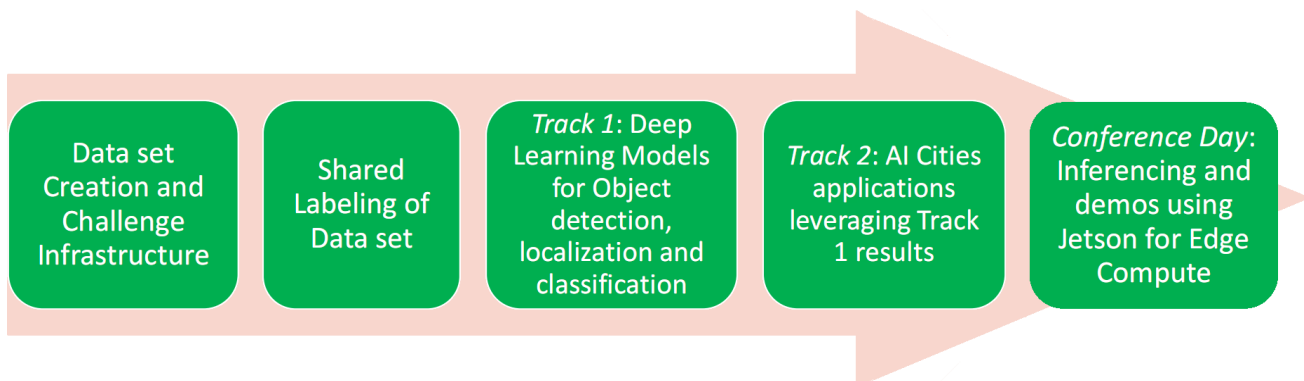 Data set
Creation and
Challenge
Infrastructure
Shared
Labeling of
Data set
Track 1: Deep
Learning Models
for Object
detection,
localization and
classification
Track 2: AI Cities
applications
leveraging Track
1 results
Conference Day:
Inferencing and
demos using
Jetson for Edge
Compute